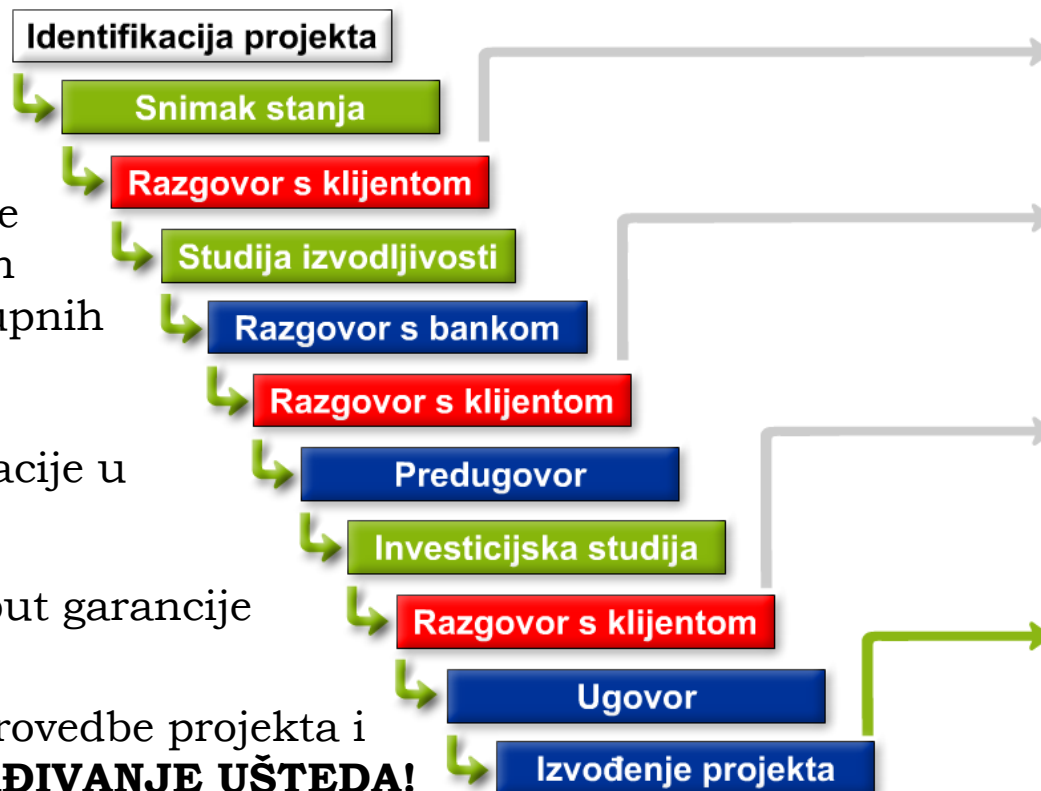 Identifikacija projekta
Snimak stanja
Razgovor s klijentom
Studija izvodljivosti
Razgovor s bankom
Razgovor s klijentom
Predugovor
Investicijska studija
Razgovor s klijentom
Ugovor
Izvođenje projekta
e
upnih
acije u
put garancije
rovedbe projekta i
ĐIVANJE UŠTEDA!